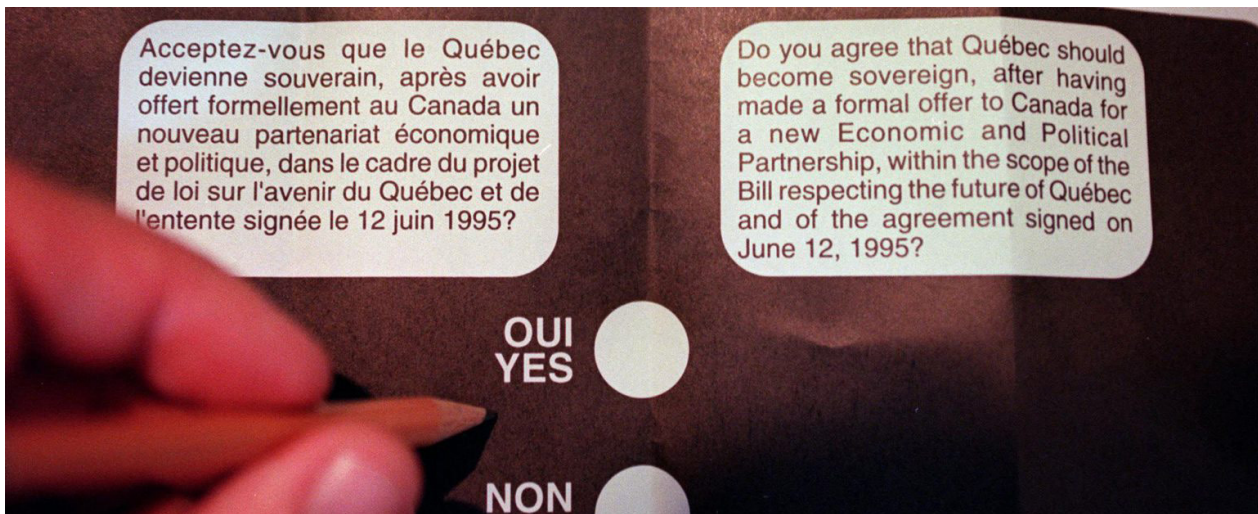 Acceptez-vous que le Québec
devienne souverain, après avoir
offert formellement au Canada un
nouveau partenariat économique
et politique, dans le cadre du projet
de loi sur l'avenir du Québec et de
l'entente signée le 12 juin 1995?
Do you agree that Québec should
become sovereign, after having
made a formal offer to Canada for
a new Economic and Political
Partnership, within the scope of the
Bill respecting the future of Québec
and of the agreement signed on
June 12, 1995?
OUI
YES
NON